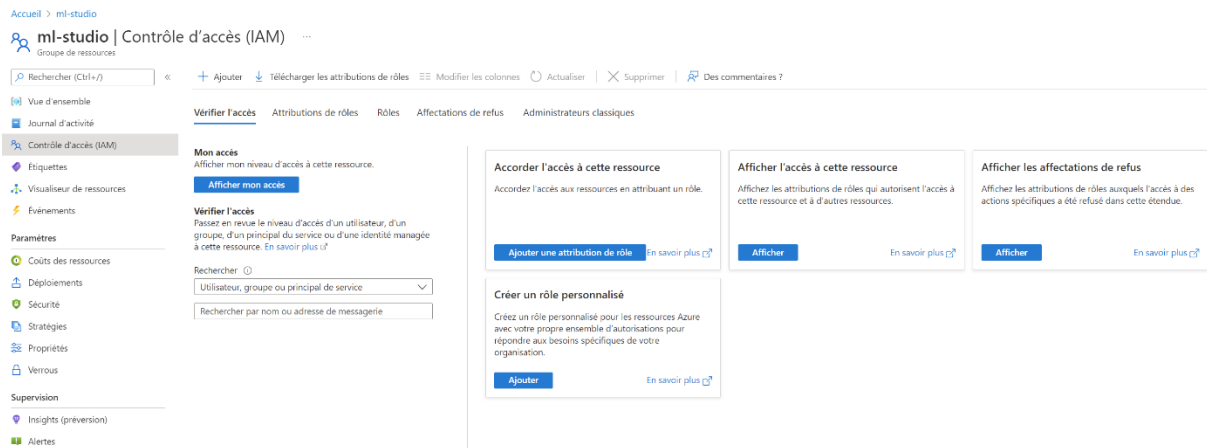 Accueil > ml-studio
ml-studio | Contrôle d'accès (IAM) ...
Groupe de ressources
Rechercher (Ctrl+/)
«
Ajouter
Télécharger les attributions de rôles
Modifier les colonnes
Actualiser
Supprimer
Des commentaires ?
Vue d'ensemble
Journal d'activité
Contrôle d'accès (IAM)
Étiquettes
Visualiseur de ressources
Événements
Paramètres
Coûts des ressources
Déploiements
Sécurité
Stratégies
Propriétés
Verrous
Supervision
Insights (préversion)
Alertes
Vérifier l'accès
Attributions de rôles
Rôles
Affectations de refus
Administrateurs classiques
Mon accès
Afficher mon niveau d'accès à cette ressource.
Afficher mon accès
Vérifier l'accès
Passez en revue le niveau d'accès d'un utilisateur, d'un
groupe, d'un principal du service ou d'une identité managée
à cette ressource. En savoir plus
Rechercher
Utilisateur, groupe ou principal de service
Rechercher par nom ou adresse de messagerie
Accorder l'accès à cette ressource
Accordez l'accès aux ressources en attribuant un rôle.
Ajouter une attribution de rôle
En savoir plus
Afficher l'accès à cette ressource
Affichez les attributions de rôles qui autorisent l'accès à
cette ressource et à d'autres ressources.
Afficher
En savoir plus
Afficher les affectations de refus
Affichez les attributions de rôles auxquels l'accès à des
actions spécifiques a été refusé dans cette étendue.
Afficher
En savoir plus
Créer un rôle personnalisé
Créez un rôle personnalisé pour les ressources Azure
avec votre propre ensemble d'autorisations pour
répondre aux besoins spécifiques de votre
organisation.
Ajouter
En savoir plus